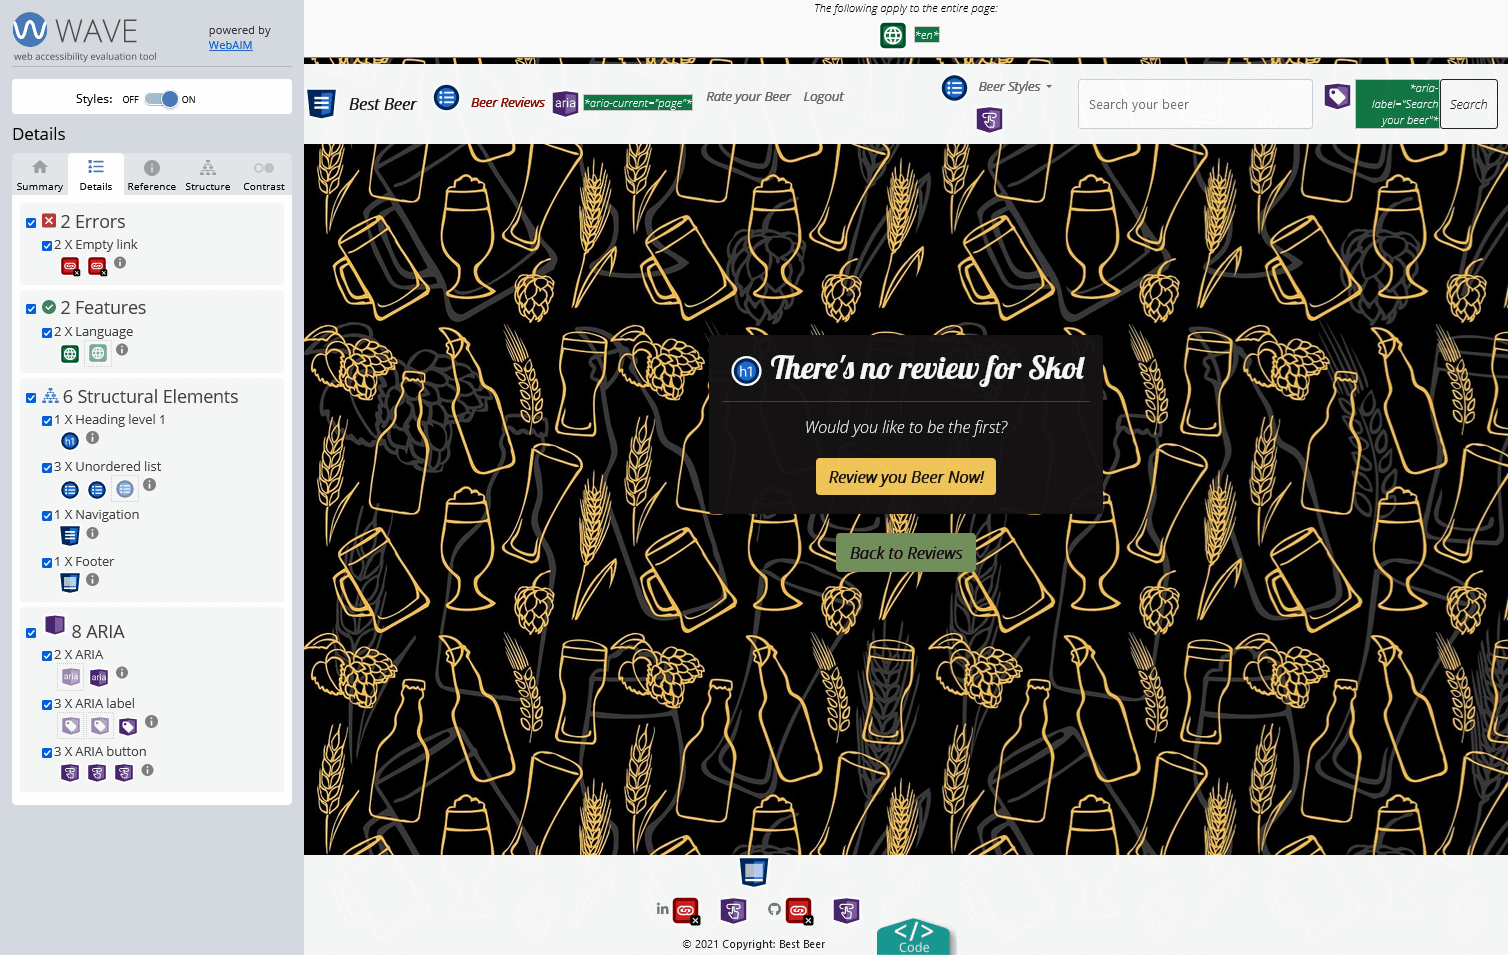 WAVE
web accessibility evaluation tool
powered by
WebAIM
Styles: OFF ON
Details
Summary Details Reference Structure Contrast
2 Errors
2 X Empty link
2 Features
2 X Language
6 Structural Elements
1 X Heading level 1
h1
3 X Unordered list
1 X Navigation
1 X Footer
8 ARIA
2 X ARIA
aria aria
3 X ARIA label
3 X ARIA button
The following apply to the entire page:
*en*
Best Beer
Beer Reviews
aria
*aria-current="page"*
Rate your Beer
Logout
Beer Styles
Search your beer
*aria-
label="Search
your beer"*
Search
h1 There's no review for Skol
Would you like to be the first?
Review you Beer Now!
Back to Reviews
in
© 2021 Copyright: Best Beer
</>
Code